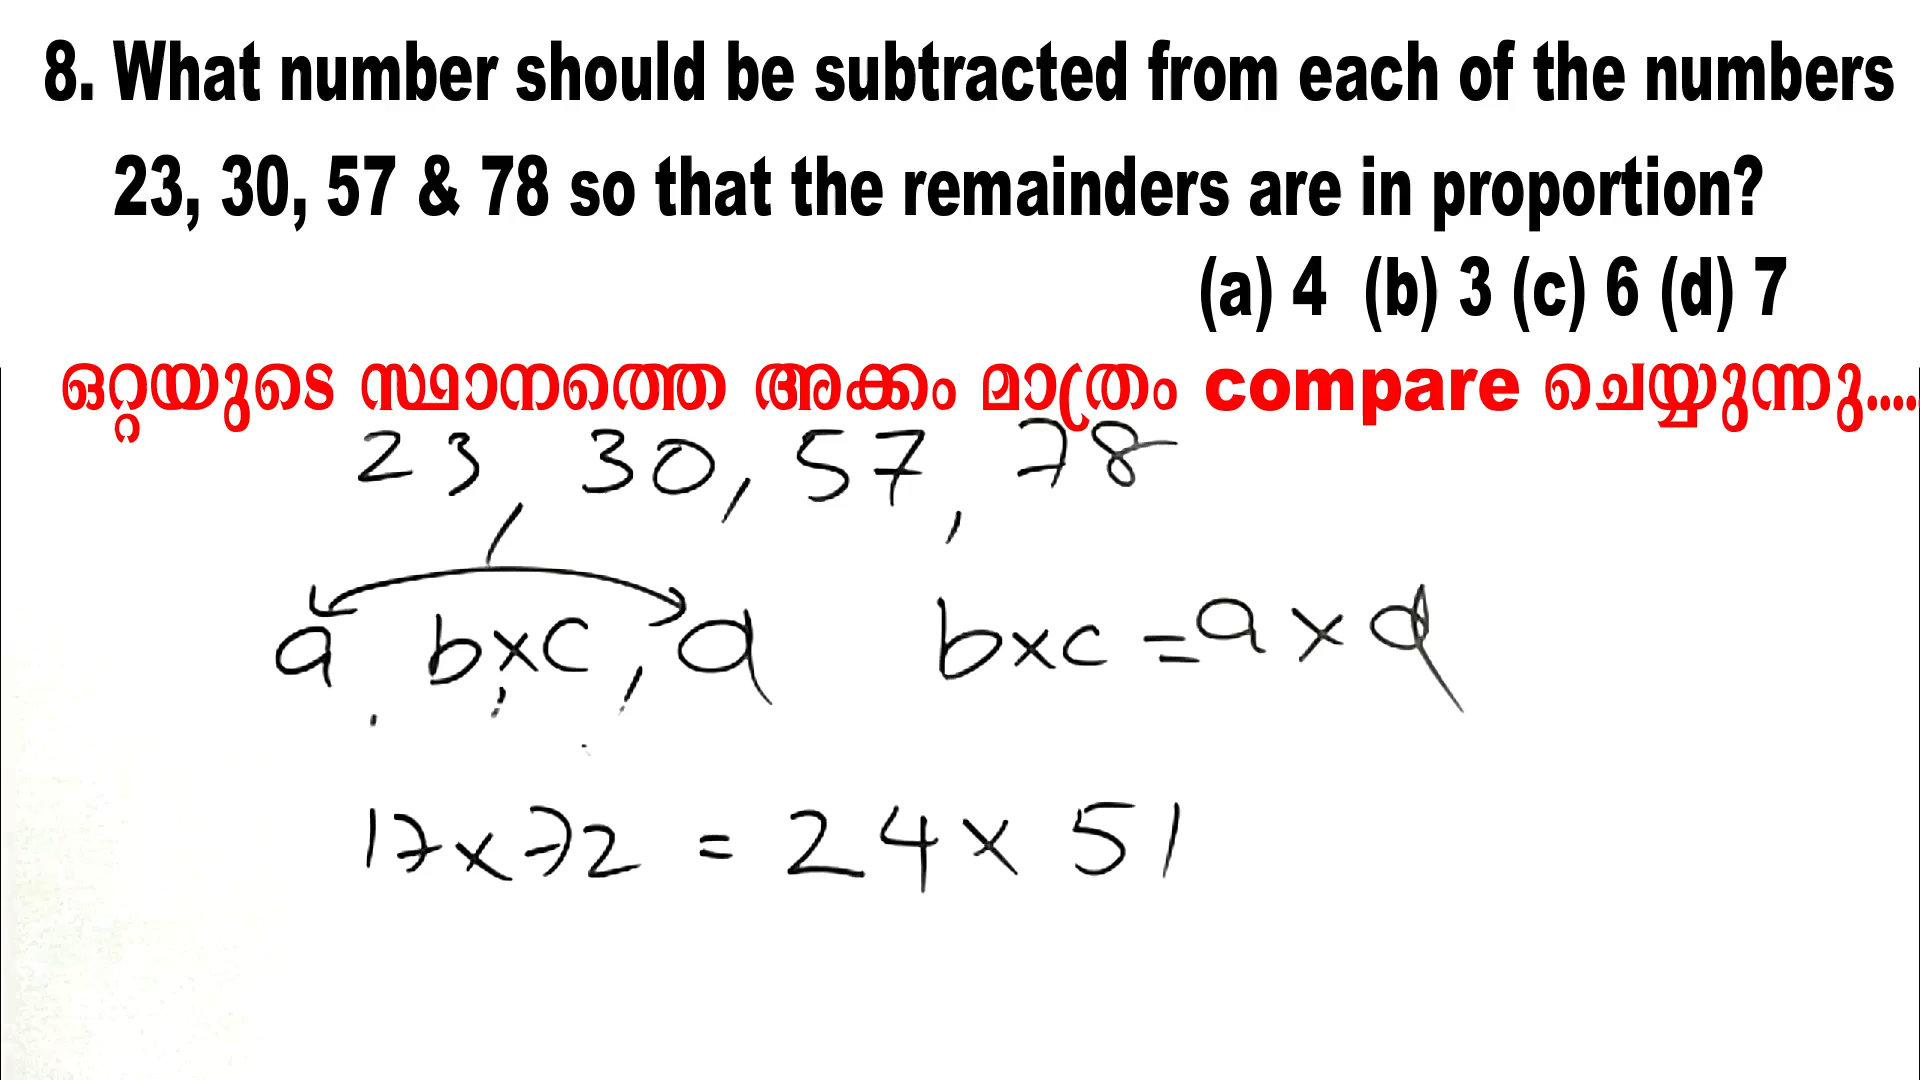 8. What number should be subtracted from each of the numbers
23, 30, 57 & 78 so that the remainders are in proportion?
(a) 4 (b) 3 (c) 6 (d) 7
ഒറ്റയുടെ സ്ഥാനത്തെ അക്കം മാത്രം compare ചെയ്യുന്നു....
23, 30, 57, 78
a b×c, d b×c = a × d
17×72 = 24 × 51